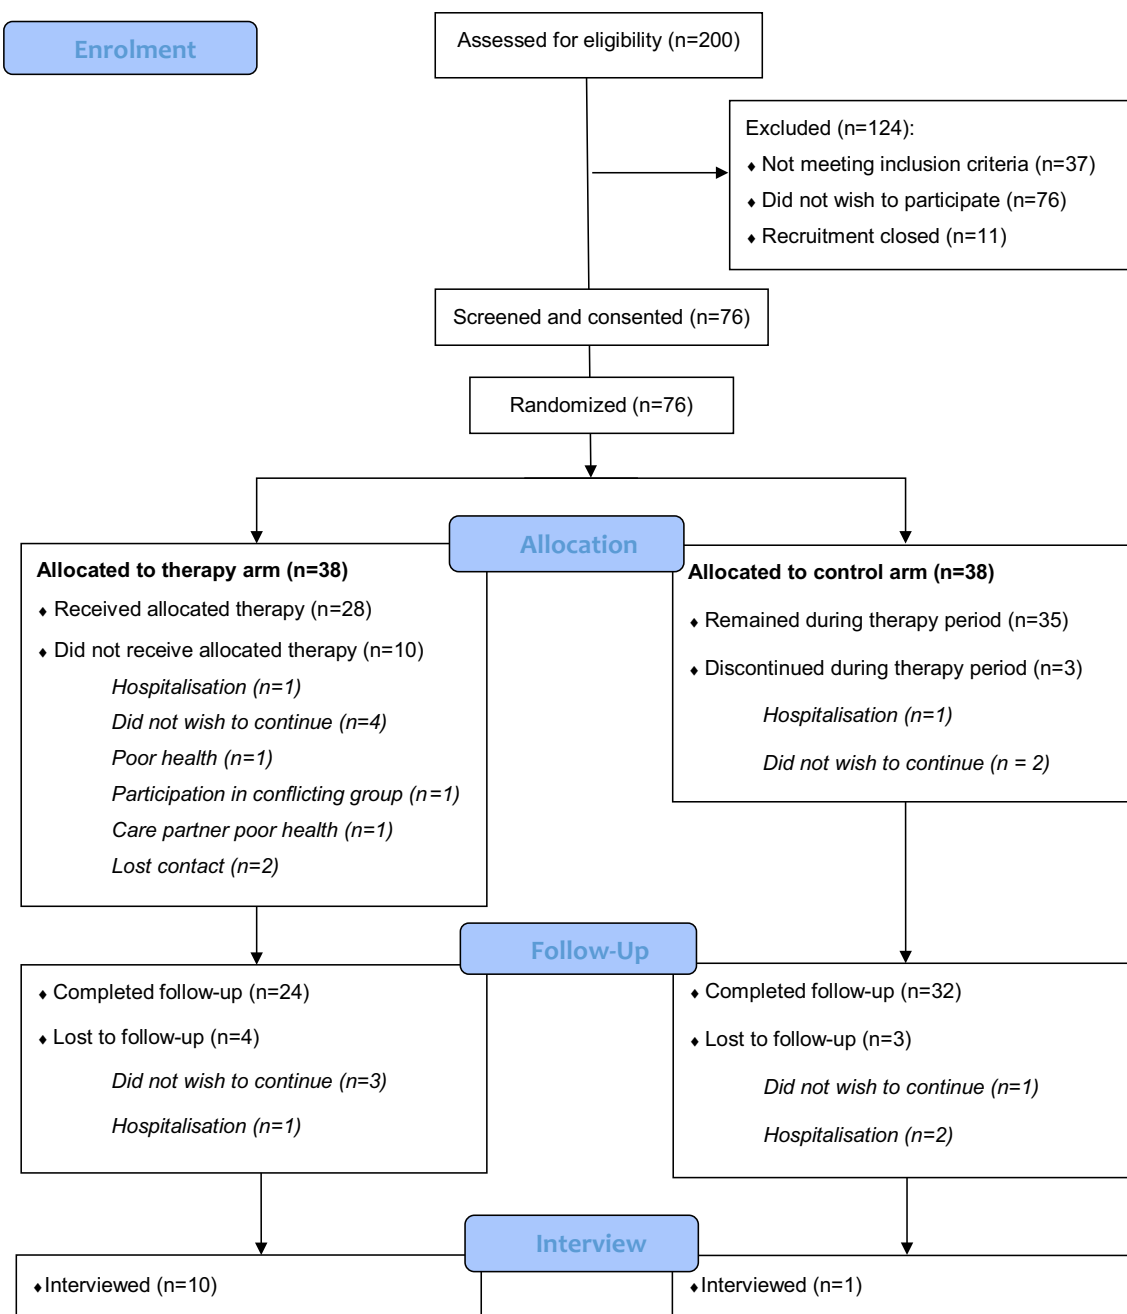 Enrolment
Assessed for eligibility (n=200)
Excluded (n=124):
♦ Not meeting inclusion criteria (n=37)
♦ Did not wish to participate (n=76)
♦ Recruitment closed (n=11)
Screened and consented (n=76)
Randomized (n=76)
Allocation
Allocated to therapy arm (n=38)
♦ Received allocated therapy (n=28)
♦ Did not receive allocated therapy (n=10)
Hospitalisation (n=1)
Did not wish to continue (n=4)
Poor health (n=1)
Participation in conflicting group (n=1)
Care partner poor health (n=1)
Lost contact (n=2)
Allocated to control arm (n=38)
♦ Remained during therapy period (n=35)
♦ Discontinued during therapy period (n=3)
Hospitalisation (n=1)
Did not wish to continue (n = 2)
Follow-Up
♦ Completed follow-up (n=24)
♦ Lost to follow-up (n=4)
Did not wish to continue (n=3)
Hospitalisation (n=1)
♦ Completed follow-up (n=32)
♦ Lost to follow-up (n=3)
Did not wish to continue (n=1)
Hospitalisation (n=2)
Interview
♦Interviewed (n=10)
♦Interviewed (n=1)